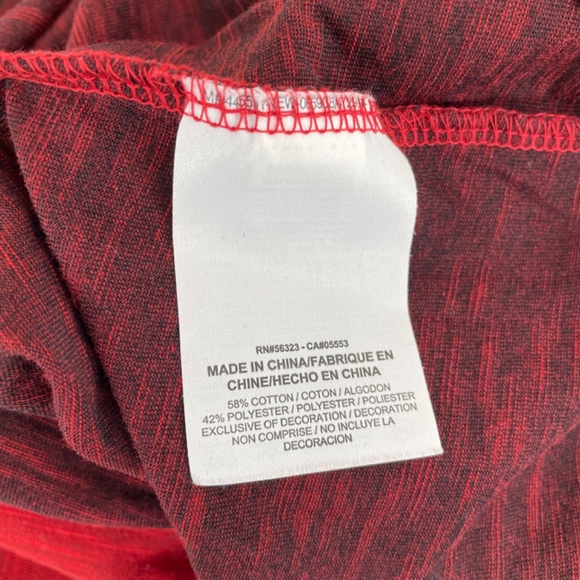 RN#56323 - CA#05553
MADE IN CHINA/FABRIQUE EN
CHINE/HECHO EN CHINA
58% COTTON / COTON / ALGODON
42% POLYESTER / POLYESTER / POLIESTER
EXCLUSIVE OF DECORATION / DECORATION
NON COMPRISE / NO INCLUYE LA
DECORACION